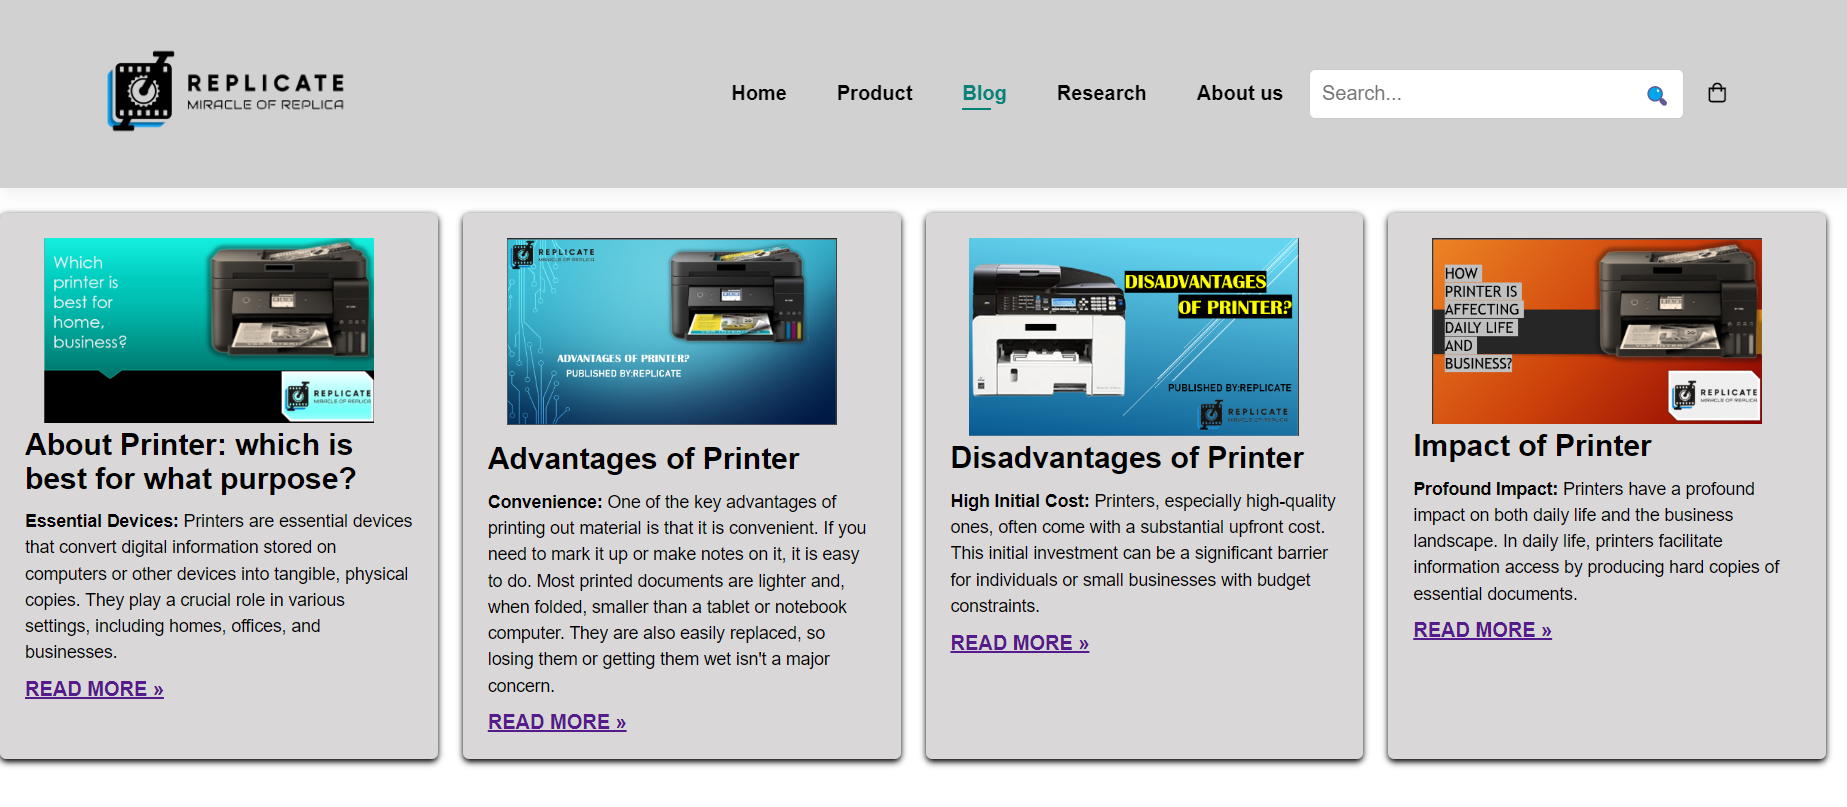 REPLICATE
MIRACLE OF REPLICA
Home
Product
Blog
Research
About us
Search...
Which
printer is
best for
home,
business?
REPLICATE
MIRACLE OF REPLICA
About Printer: which is
best for what purpose?
Essential Devices: Printers are essential devices
that convert digital information stored on
computers or other devices into tangible, physical
copies. They play a crucial role in various
settings, including homes, offices, and
businesses.
READ MORE »
REPLICATE
MIRACLE OF REPLICA
ADVANTAGES OF PRINTER?
PUBLISHED BY:REPLICATE
Advantages of Printer
Convenience: One of the key advantages of
printing out material is that it is convenient. If you
need to mark it up or make notes on it, it is easy
to do. Most printed documents are lighter and,
when folded, smaller than a tablet or notebook
computer. They are also easily replaced, so
losing them or getting them wet isn't a major
concern.
READ MORE »
DISADVANTAGES
OF PRINTER?
PUBLISHED BY:REPLICATE
REPLICATE
MIRACLE OF REPLICA
Disadvantages of Printer
High Initial Cost: Printers, especially high-quality
ones, often come with a substantial upfront cost.
This initial investment can be a significant barrier
for individuals or small businesses with budget
constraints.
READ MORE »
HOW
PRINTER IS
AFFECTING
DAILY LIFE
AND
BUSINESS?
REPLICATE
MIRACLE OF REPLICA
Impact of Printer
Profound Impact: Printers have a profound
impact on both daily life and the business
landscape. In daily life, printers facilitate
information access by producing hard copies of
essential documents.
READ MORE »